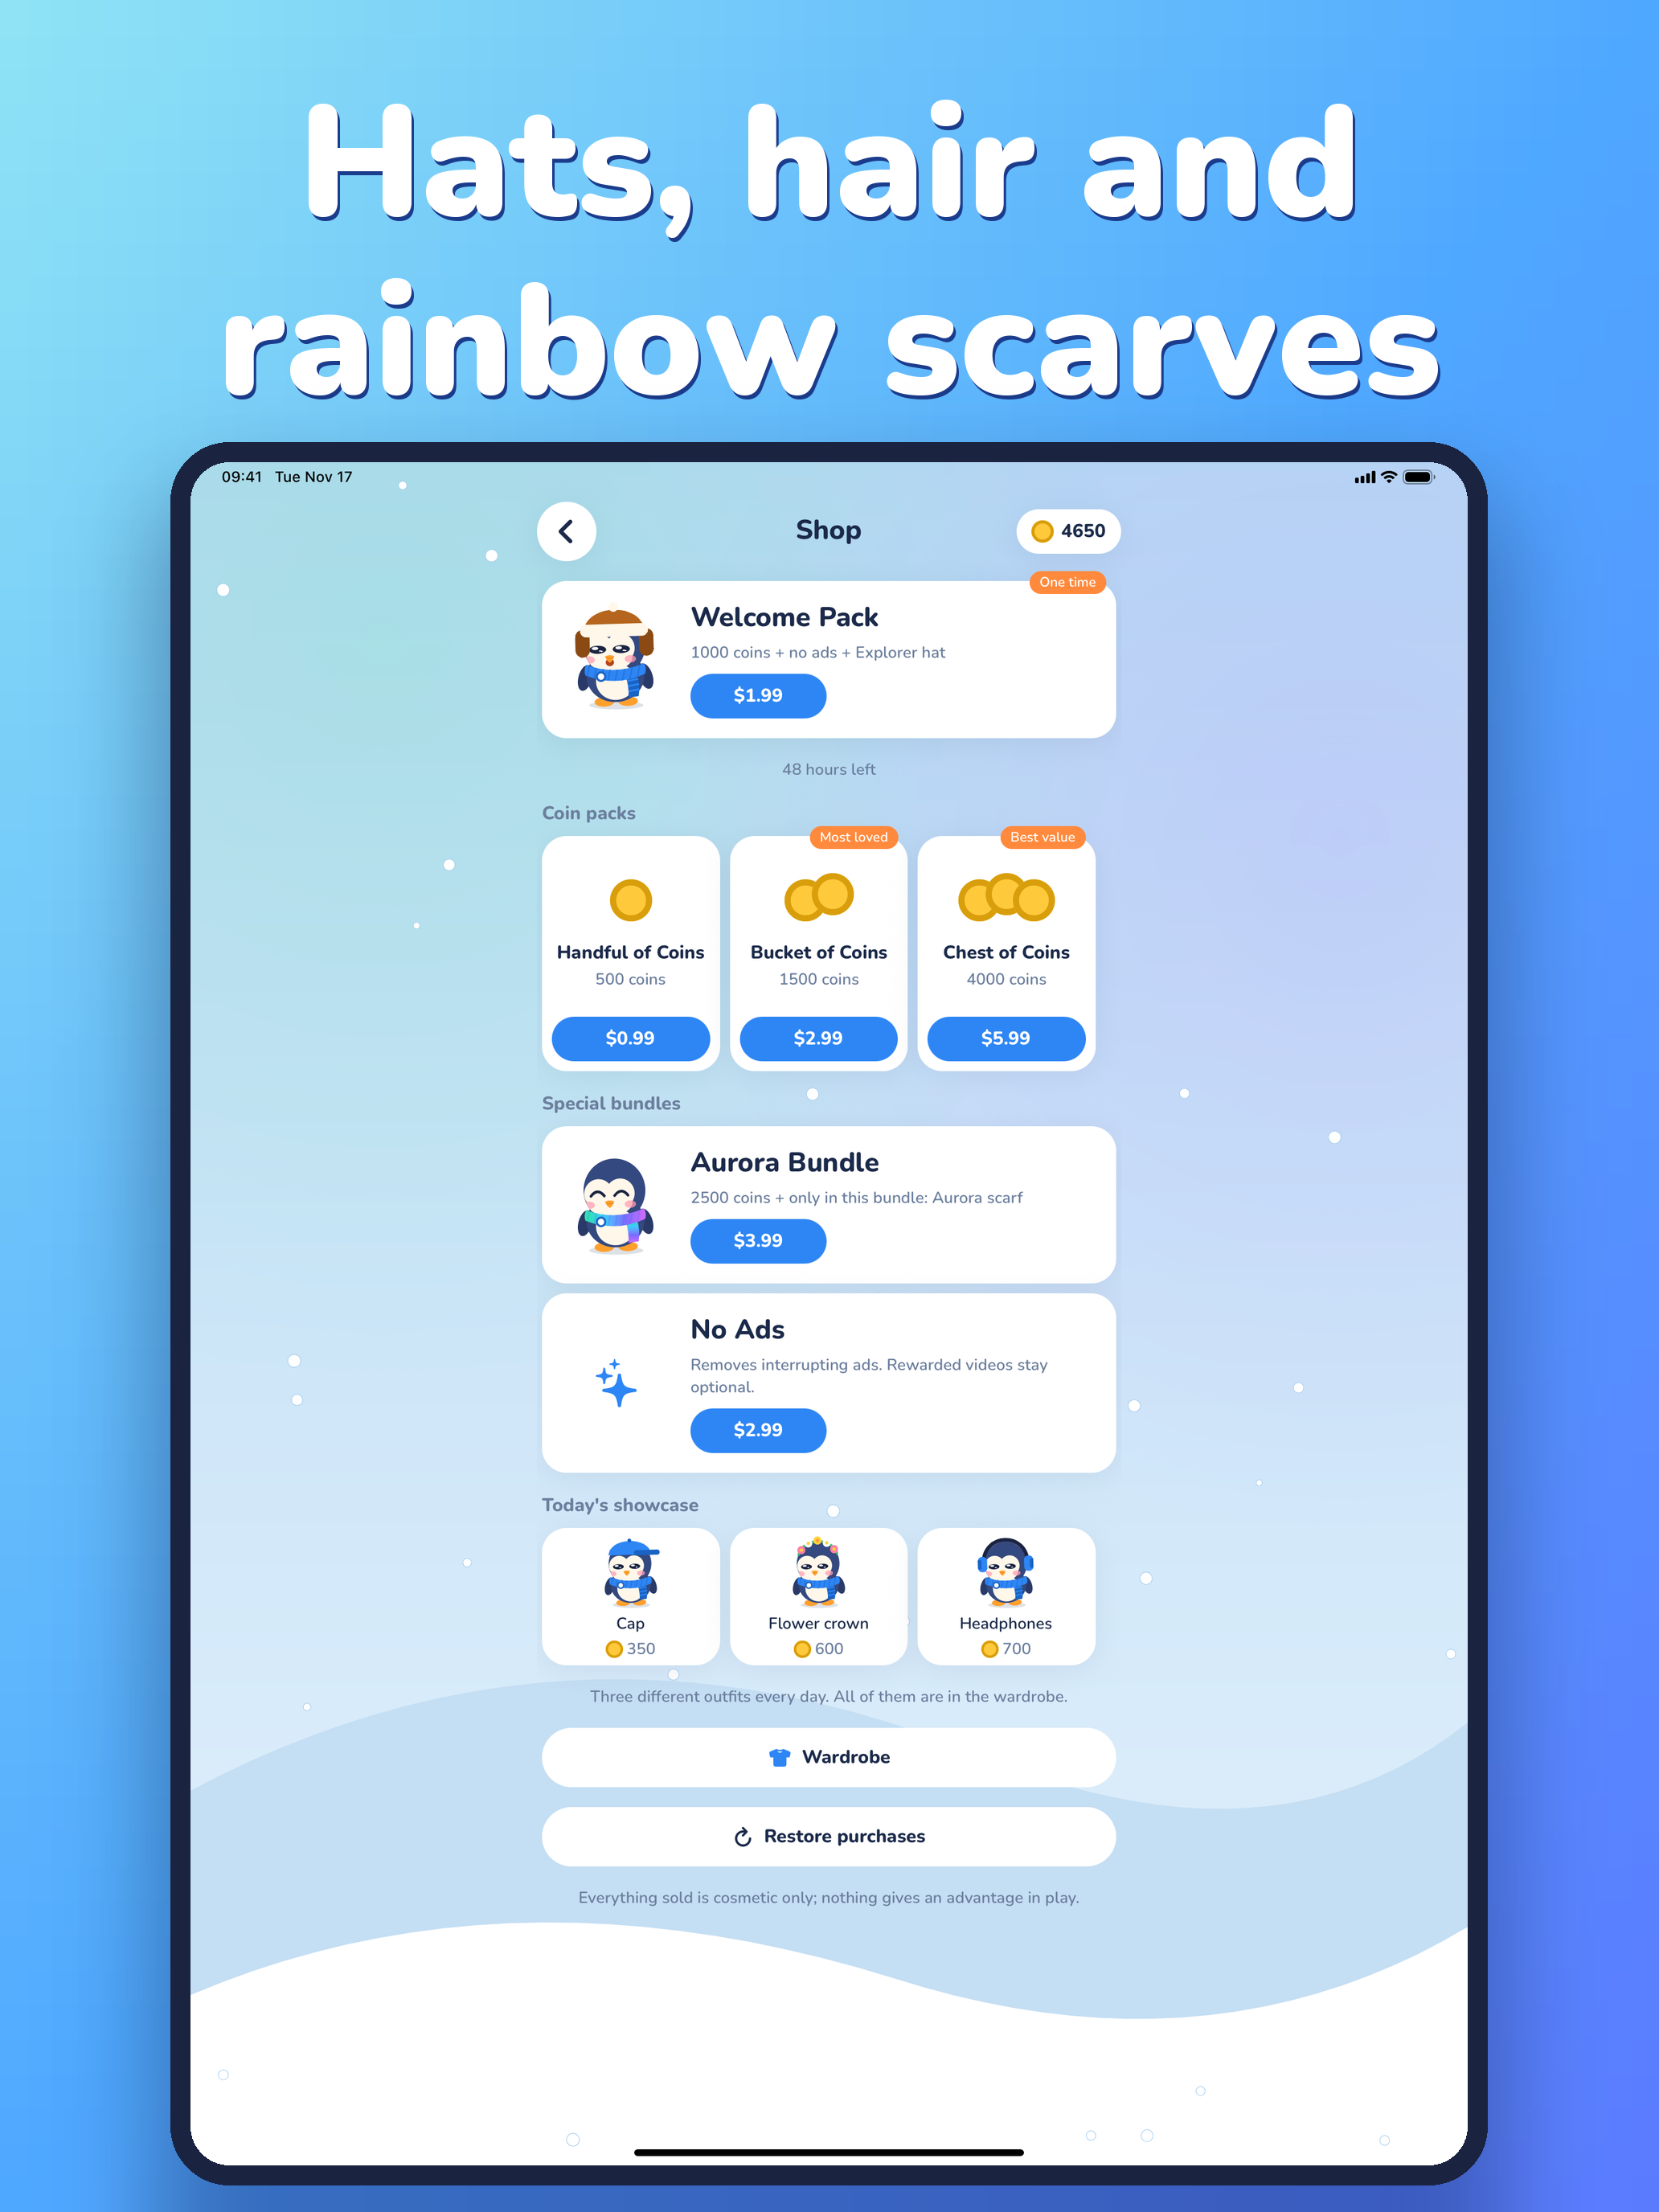 Hats, hair and
rainbow scarves
09:41 Tue Nov 17
Shop
4650
One time
Welcome Pack
1000 coins + no ads + Explorer hat
$1.99
48 hours left
Coin packs
Most loved
Best value
Handful of Coins
500 coins
$0.99
Bucket of Coins
1500 coins
$2.99
Chest of Coins
4000 coins
$5.99
Special bundles
Aurora Bundle
2500 coins + only in this bundle: Aurora scarf
$3.99
No Ads
Removes interrupting ads. Rewarded videos stay
optional.
$2.99
Today's showcase
Cap
350
Flower crown
600
Headphones
700
Three different outfits every day. All of them are in the wardrobe.
Wardrobe
Restore purchases
Everything sold is cosmetic only; nothing gives an advantage in play.